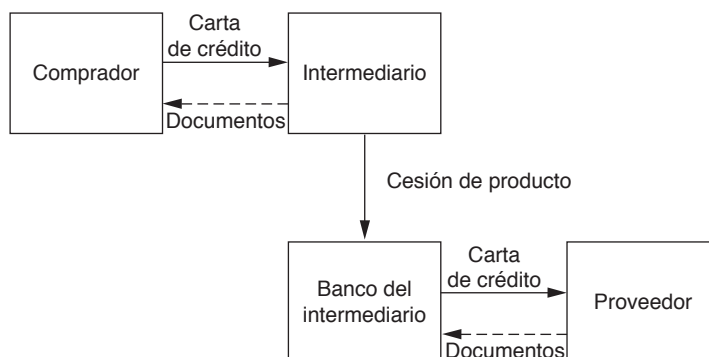 Carta
de crédito
Comprador
Intermediario
Documentos
Cesión de producto
Carta
de crédito
Banco del
intermediario
Proveedor
Documentos